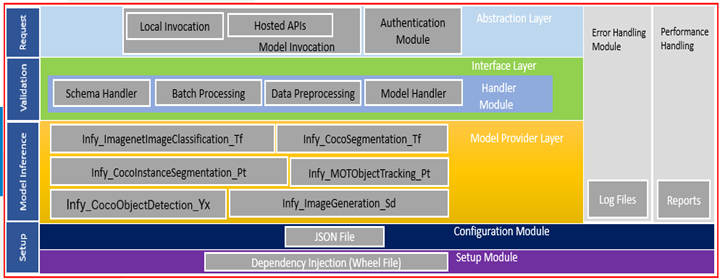 Request
Local Invocation
Hosted APIs
Model Invocation
Authentication
Module
Abstraction Layer
Error Handling
Module
Performance
Handling
Validation
Interface Layer
Schema Handler
Batch Processing
Data Preprocessing
Model Handler
Handler
Module
Model Inference
Infy_ImagenetImageClassification_Tf
Infy_CocoSegmentation_Tf
Model Provider Layer
Infy_CocoInstanceSegmentation_Pt
Infy_MOTObjectTracking_Pt
Infy_CocoObjectDetection_Yx
Infy_ImageGeneration_Sd
Log Files
Reports
Setup
JSON File
Configuration Module
Dependency Injection (Wheel File)
Setup Module